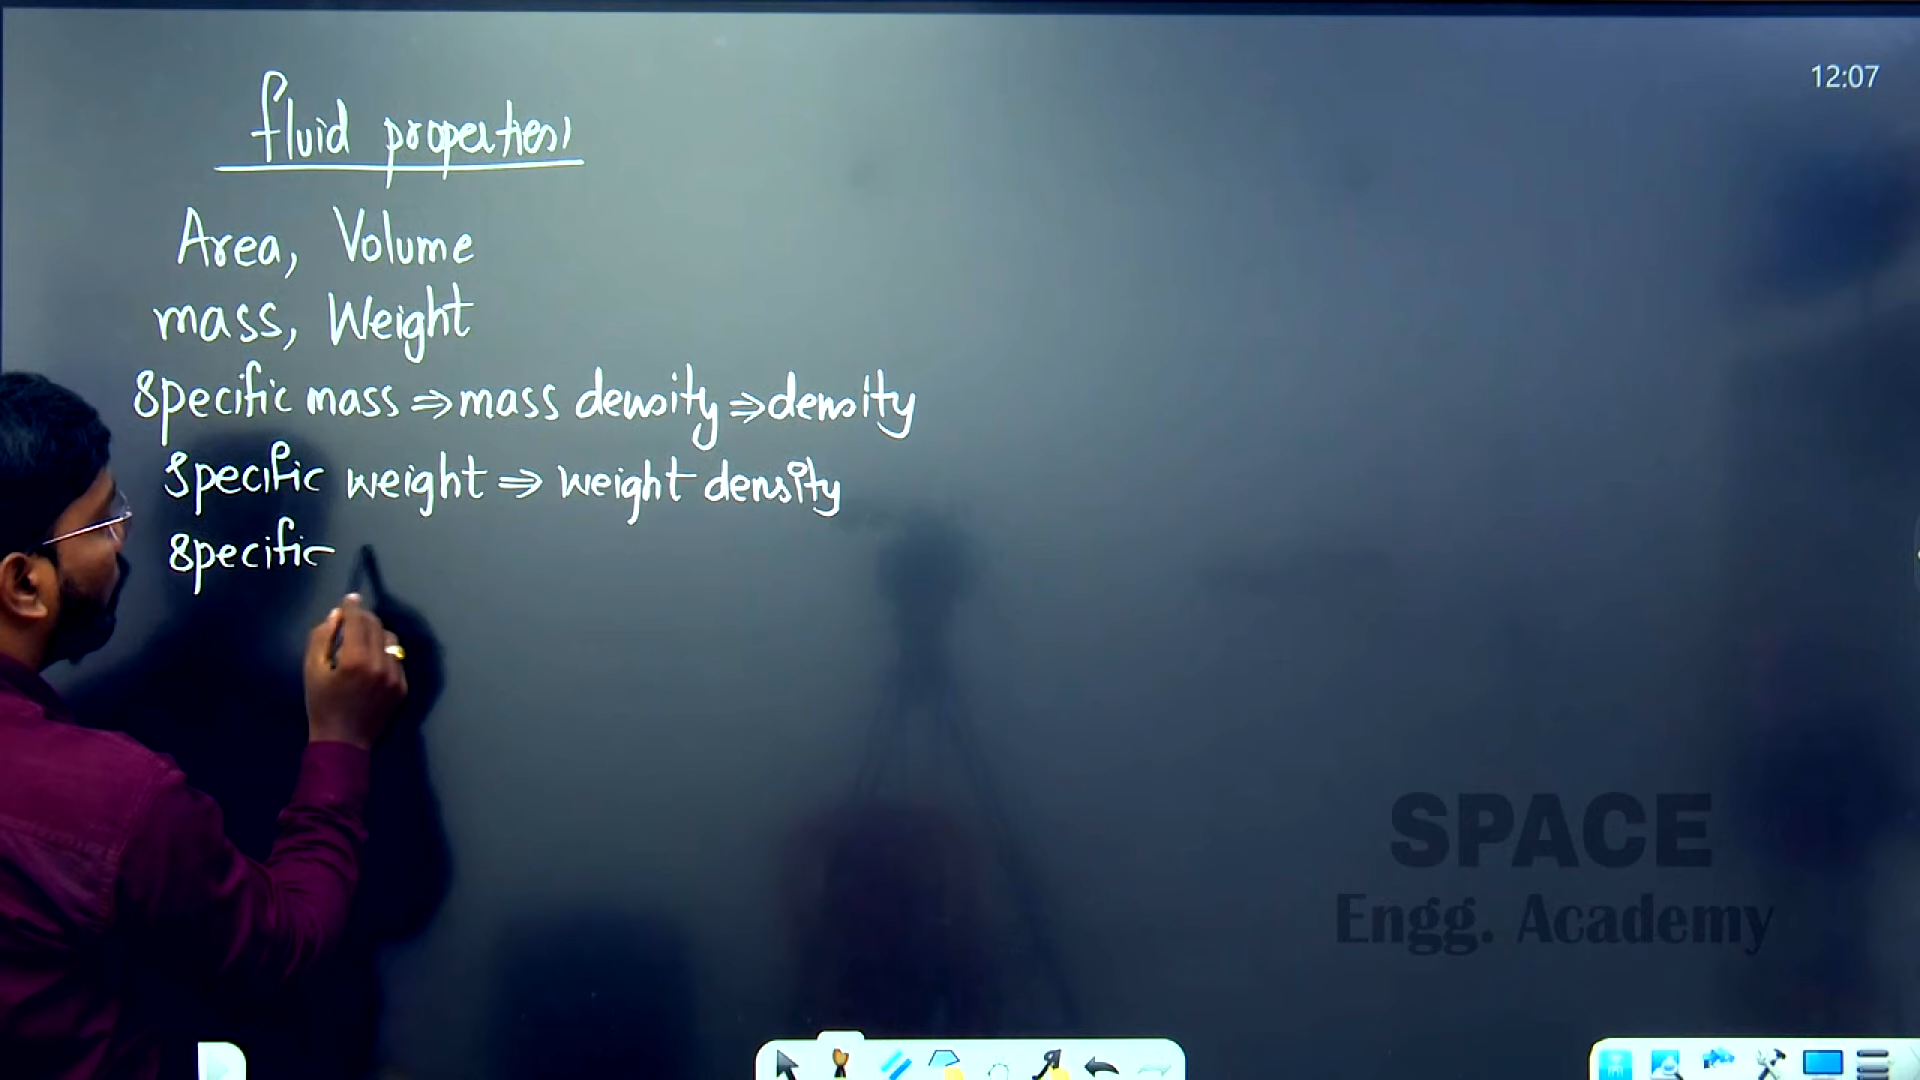 12:07
fluid properties
Area, Volume
mass, Weight
Specific mass ⇒ mass density ⇒ density
Specific weight ⇒ weight density
Specific
SPACE
Engg. Academy